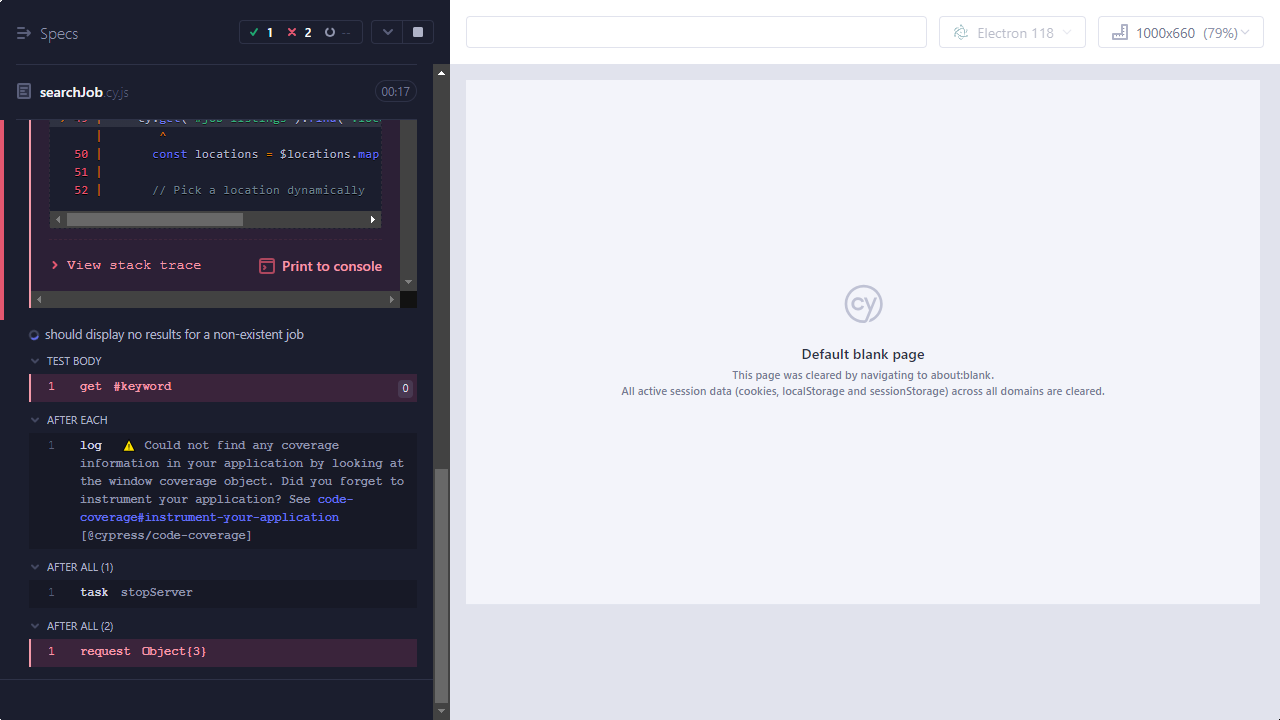 Specs
1
2
--
Electron 118
1000x660 (79%)
searchJob.cy.js
00:17
49 | cy.get('#job-listings').find('.loc
| ^
50 | const locations = $locations.map
51 |
52 | // Pick a location dynamically
> View stack trace
Print to console
should display no results for a non-existent job
TEST BODY
1 get #keyword
0
AFTER EACH
1 log ⚠ Could not find any coverage
information in your application by looking at
the window coverage object. Did you forget to
instrument your application? See code-
coverage#instrument-your-application
[@cypress/code-coverage]
AFTER ALL (1)
1 task stopServer
AFTER ALL (2)
1 request Object{3}
cy
Default blank page
This page was cleared by navigating to about:blank.
All active session data (cookies, localStorage and sessionStorage) across all domains are cleared.